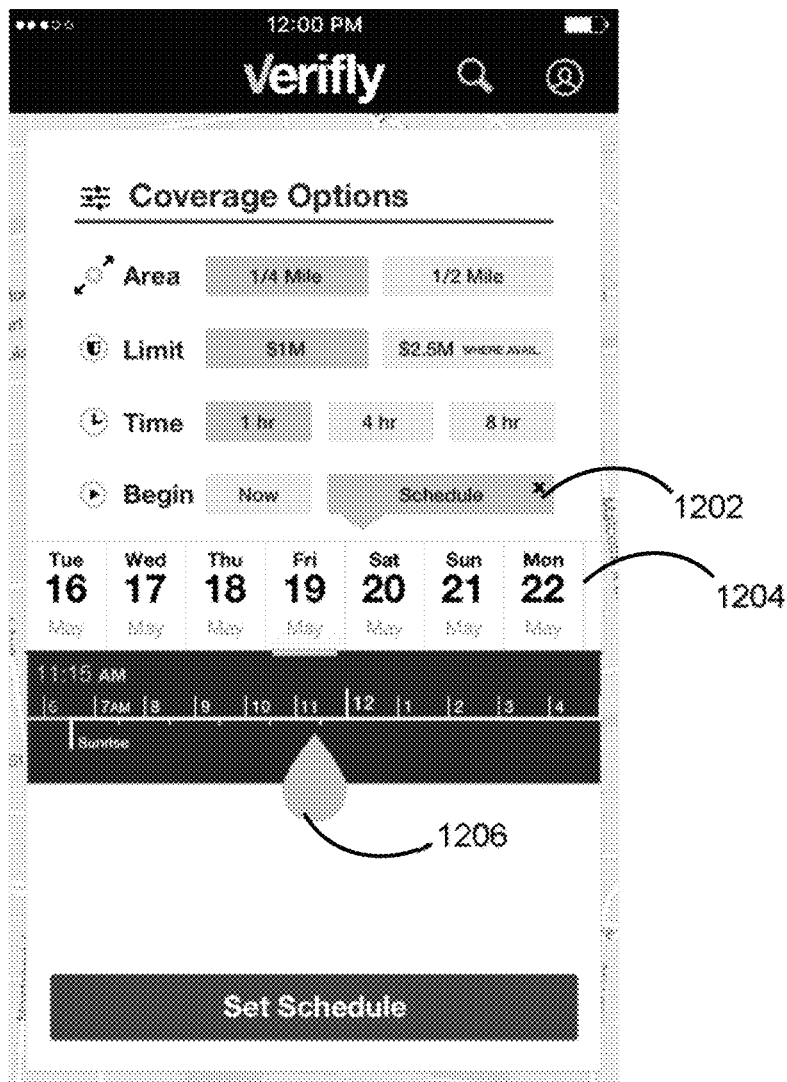 12:00 PM
Verifly
Coverage Options
Area 1/4 Mile 1/2 Mile
Limit $1M $2.5M WHERE AVAIL.
Time 1 hr 4 hr 8 hr
Begin Now Schedule x
1202
Tue Wed Thu Fri Sat Sun Mon
16 17 18 19 20 21 22
May May May May May May May
1204
11:15 AM
6 7AM 8 9 10 11 12 1 2 3 4
Sunrise
1206
Set Schedule